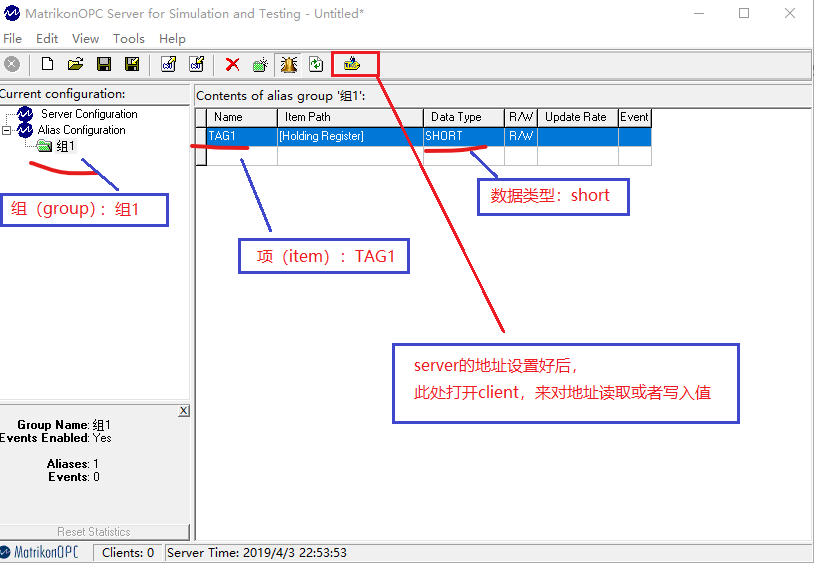 MatrikonOPC Server for Simulation and Testing - Untitled*
File Edit View Tools Help
Current configuration:
Server Configuration
Alias Configuration
组1
组（group）：组1
Contents of alias group '组1':
Name Item Path Data Type R/W Update Rate Event
TAG1 [Holding Register] SHORT R/W
数据类型：short
项（item）：TAG1
server的地址设置好后，
此处打开client，来对地址读取或者写入值
Group Name: 组1
Events Enabled: Yes
Aliases: 1
Events: 0
Reset Statistics
MatrikonOPC Clients: 0 Server Time: 2019/4/3 22:53:53